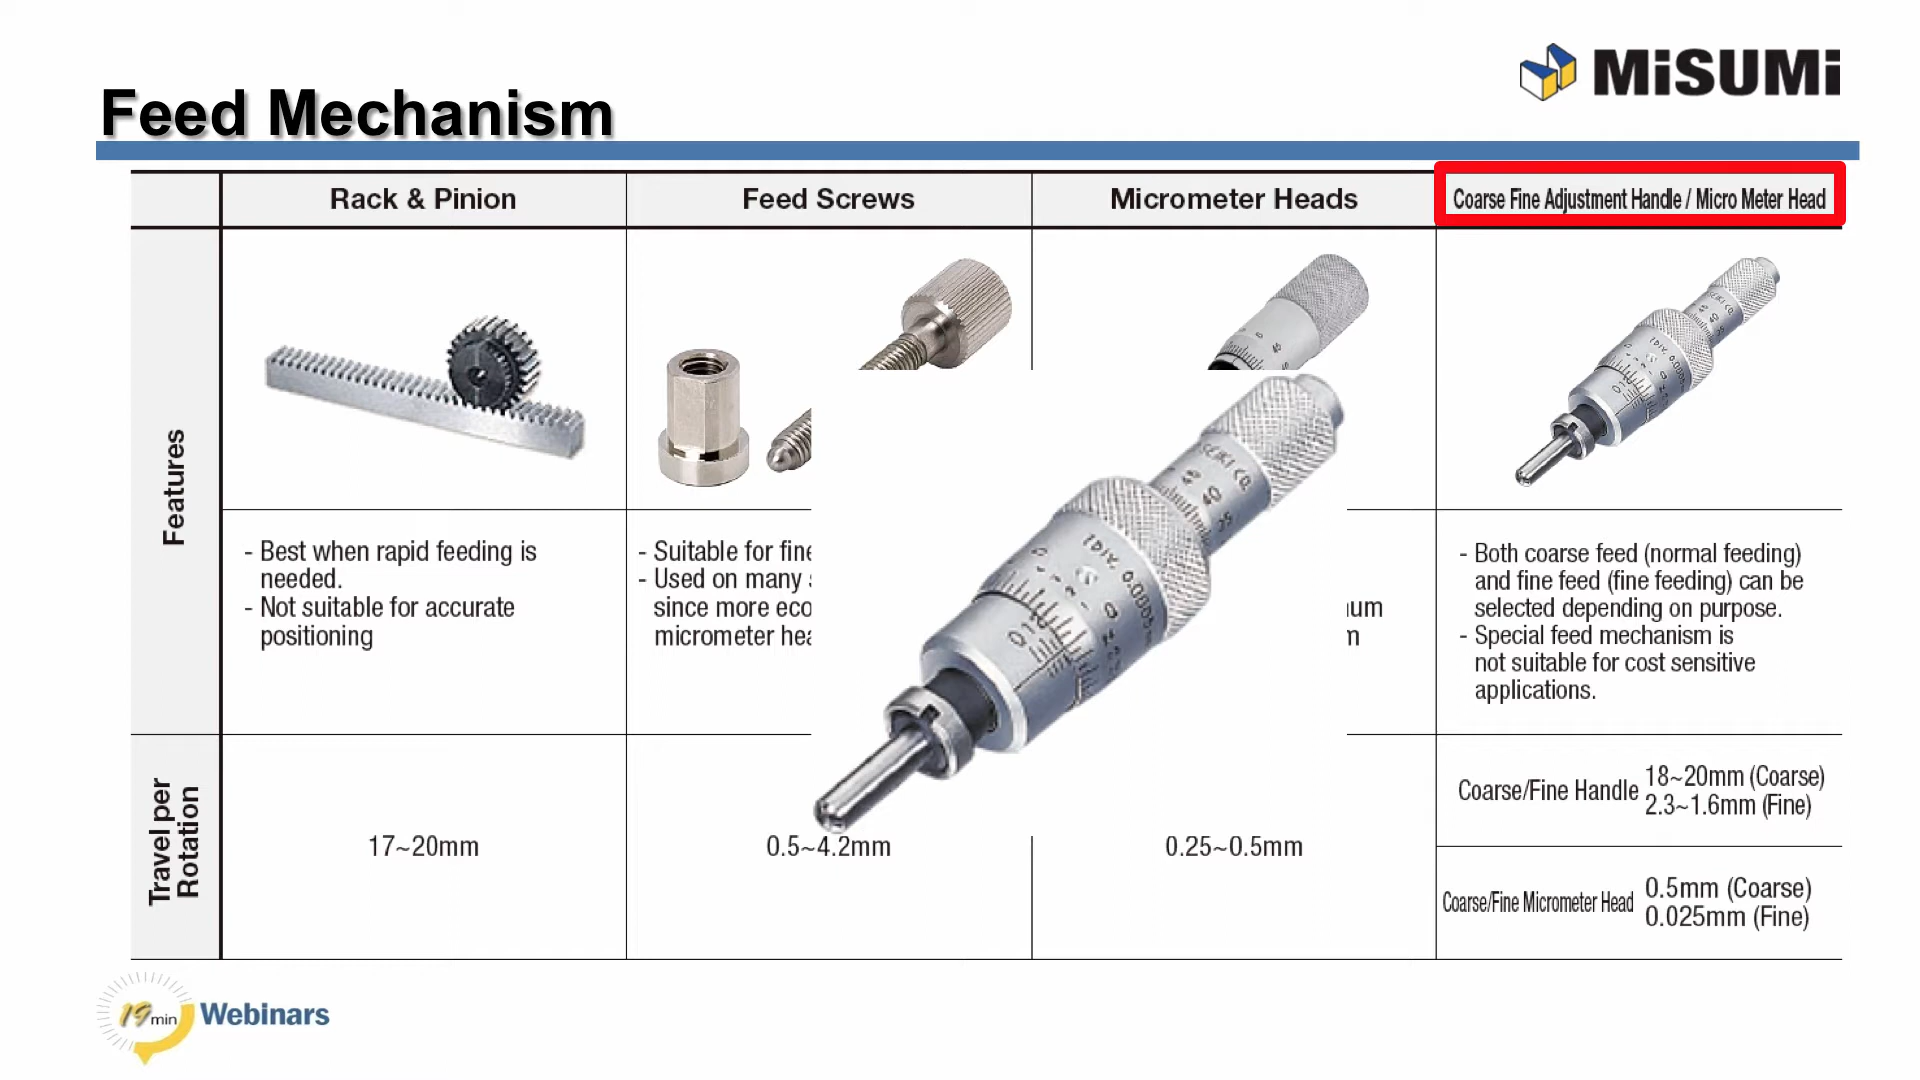 MiSUMi
Feed Mechanism
Rack & Pinion
Feed Screws
Micrometer Heads
Coarse Fine Adjustment Handle / Micro Meter Head
Features
- Best when rapid feeding is
needed.
- Not suitable for accurate
positioning
- Suitable for fine
- Used on many
since more eco
micrometer hea
- Both coarse feed (normal feeding)
and fine feed (fine feeding) can be
selected depending on purpose.
- Special feed mechanism is
not suitable for cost sensitive
applications.
Travel per
Rotation
17~20mm
0.5~4.2mm
0.25~0.5mm
Coarse/Fine Handle
18~20mm (Coarse)
2.3~1.6mm (Fine)
Coarse/Fine Micrometer Head
0.5mm (Coarse)
0.025mm (Fine)
19 min Webinars